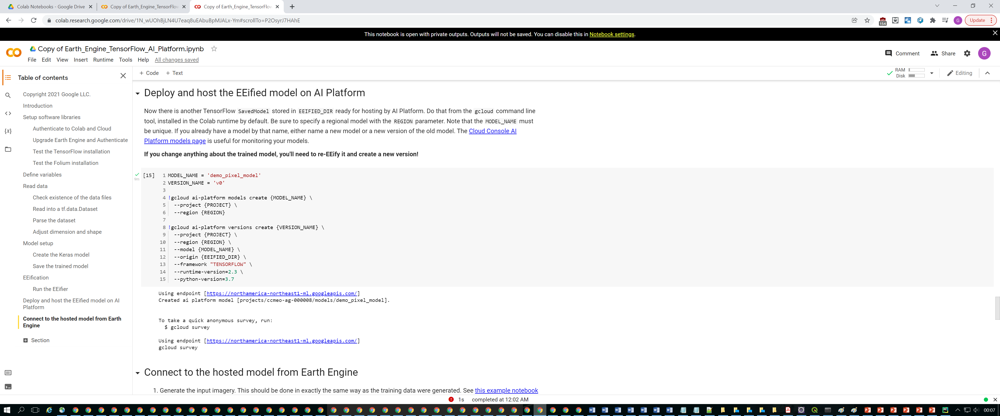 Colab Notebooks - Google Drive
Copy of Earth_Engine_TensorFlow
Copy of Earth_Engine_TensorFlow
colab.research.google.com/drive/1N_wUOhBjLN4U7eaq8uEAbuBpMJALx-Ym#scrollTo=P2OsyrJ7HAhE
154
G
Update
This notebook is open with private outputs. Outputs will not be saved. You can disable this in Notebook settings.
Copy of Earth_Engine_TensorFlow_AI_Platform.ipynb
File Edit View Insert Runtime Tools Help All changes saved
Comment
Share
G
Table of contents
+ Code + Text
RAM
Disk
Editing
Copyright 2021 Google LLC.
Introduction
Setup software libraries
Authenticate to Colab and Cloud
Upgrade Earth Engine and Authenticate
Test the TensorFlow installation
Test the Folium installation
Define variables
Read data
Check existence of the data files
Read into a tf.data.Dataset
Parse the dataset
Adjust dimension and shape
Model setup
Create the Keras model
Save the trained model
EEification
Run the EEifier
Deploy and host the EEified model on AI
Platform
Connect to the hosted model from Earth
Engine
Section
Deploy and host the EEified model on AI Platform
Now there is another TensorFlow SavedModel stored in EEIFIED_DIR ready for hosting by AI Platform. Do that from the gcloud command line
tool, installed in the Colab runtime by default. Be sure to specify a regional model with the REGION parameter. Note that the MODEL_NAME must
be unique. If you already have a model by that name, either name a new model or a new version of the old model. The Cloud Console AI
Platform models page is useful for monitoring your models.
If you change anything about the trained model, you'll need to re-EEify it and create a new version!
9m
[15] 1 MODEL_NAME = 'demo_pixel_model'
2 VERSION_NAME = 'v0'
3
4 !gcloud ai-platform models create {MODEL_NAME} \
5 --project {PROJECT} \
6 --region {REGION}
7
8 !gcloud ai-platform versions create {VERSION_NAME} \
9 --project {PROJECT} \
10 --region {REGION} \
11 --model {MODEL_NAME} \
12 --origin {EEIFIED_DIR} \
13 --framework "TENSORFLOW" \
14 --runtime-version=2.3 \
15 --python-version=3.7
Using endpoint [https://northamerica-northeast1-ml.googleapis.com/]
Created ai platform model [projects/ccmeo-ag-000008/models/demo_pixel_model].
To take a quick anonymous survey, run:
$ gcloud survey
Using endpoint [https://northamerica-northeast1-ml.googleapis.com/]
gcloud survey
Connect to the hosted model from Earth Engine
1. Generate the input imagery. This should be done in exactly the same way as the training data were generated. See this example notebook
1s completed at 12:02 AM
00:07